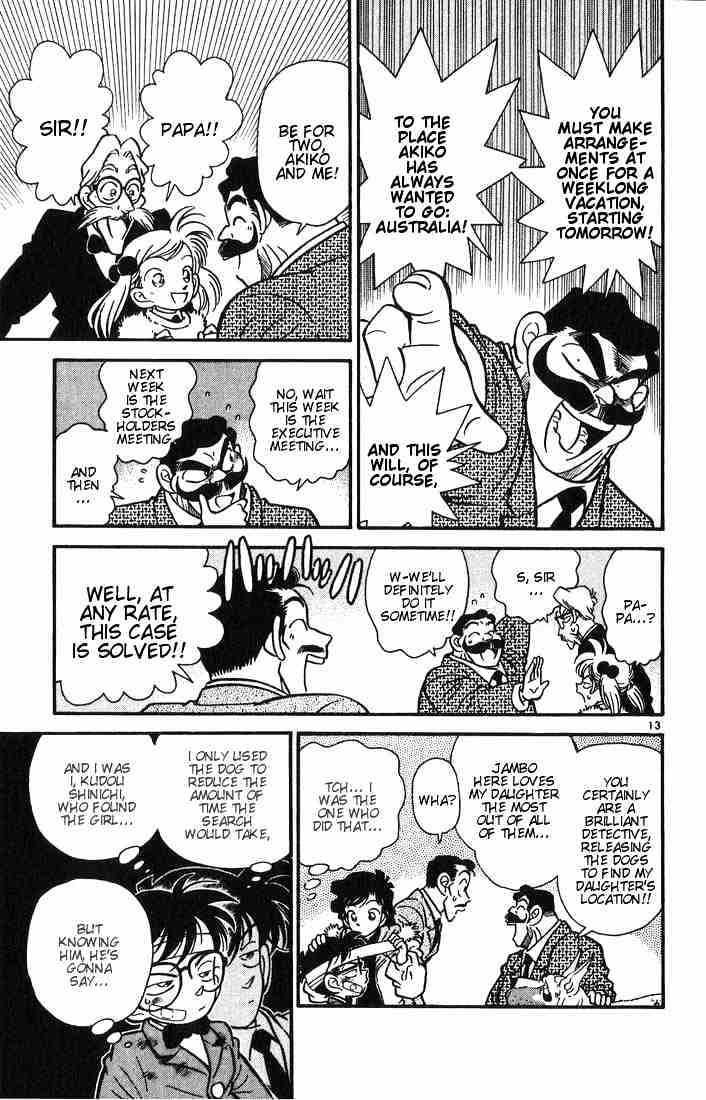 YOU
MUST MAKE
ARRANGE-
MENTS AT
ONCE FOR A
WEEKLONG
VACATION,
STARTING
TOMORROW!
TO THE
PLACE
AKIKO
HAS
ALWAYS
WANTED
TO GO:
AUSTRALIA!
AND THIS
WILL, OF
COURSE,
BE FOR
TWO,
AKIKO
AND ME!
PAPA!!
SIR!!
NO, WAIT
THIS WEEK
IS THE
EXECUTIVE
MEETING...
NEXT
WEEK
IS THE
STOCK-
HOLDERS
MEETING
AND
THEN
...
PA-
PA...?
S, SIR
...
W-WE'LL
DEFINITELY
DO IT
SOMETIME!!
WELL, AT
ANY RATE,
THIS CASE
IS SOLVED!!
13
YOU
CERTAINLY
ARE A
BRILLIANT
DETECTIVE,
RELEASING
THE DOGS
TO FIND MY
DAUGHTER'S
LOCATION!!
JAMBO
HERE LOVES
MY DAUGHTER
THE MOST
OUT OF ALL
OF THEM...
WHA?
TCH... I
WAS THE
ONE WHO
DID THAT...
I ONLY USED
THE DOG TO
REDUCE THE
AMOUNT OF
TIME THE
SEARCH
WOULD TAKE,
AND I WAS
I, KUDOU
SHINICHI,
WHO FOUND
THE GIRL...
BUT
KNOWING
HIM, HE'S
GONNA
SAY...